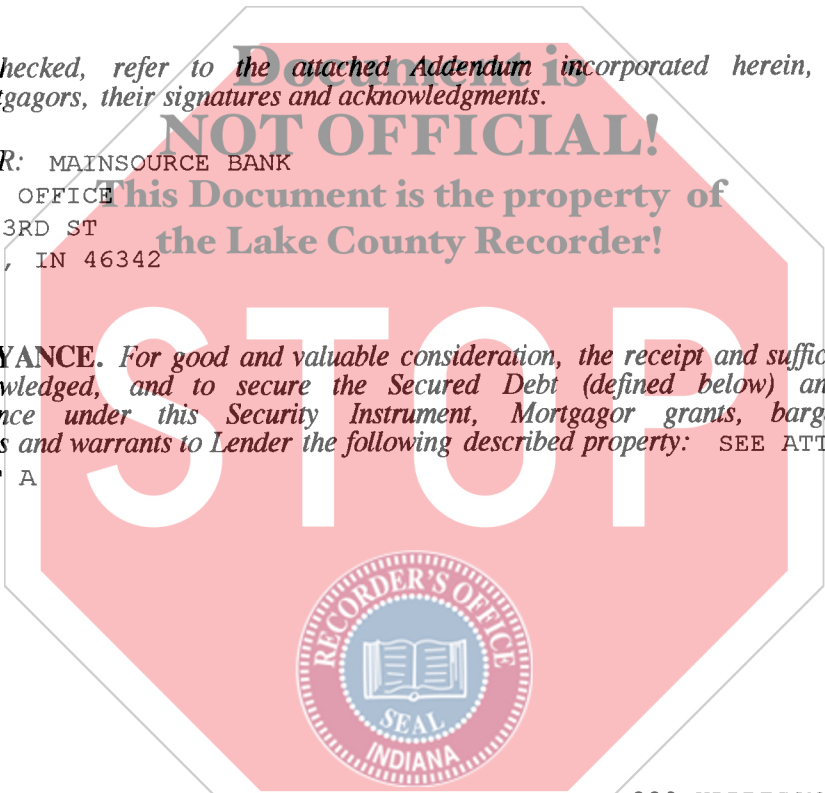 Document is
hecked, refer to the attached Addendum incorporated herein,
tgagors, their signatures and acknowledgments.
NOT OFFICIAL!
R: MAINSOURCE BANK
OFFICE
This Document is the property of
3RD ST
the Lake County Recorder!
, IN 46342
STOP
YANCE. For good and valuable consideration, the receipt and suffic
wledged, and to secure the Secured Debt (defined below) an
nce under this Security Instrument, Mortgagor grants, barg
s and warrants to Lender the following described property: SEE ATT
A
RECORDER'S OFFICE
SEAL
INDIANA